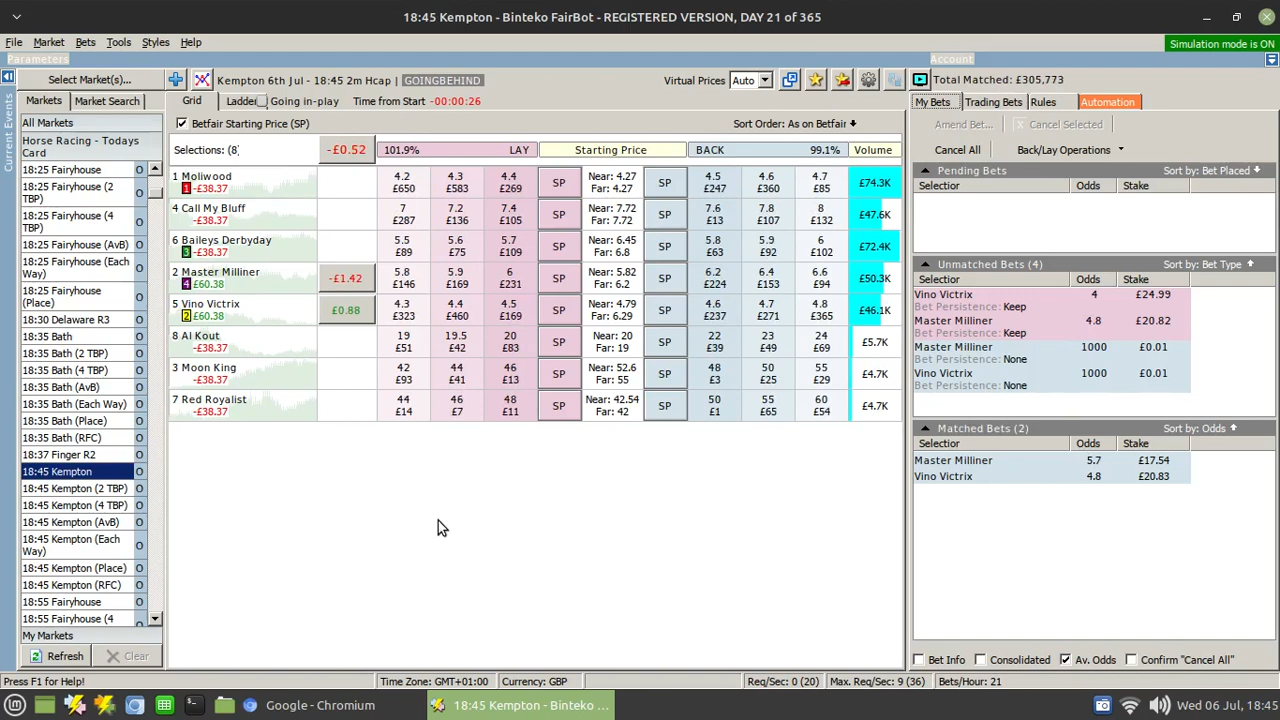 18:45 Kempton - Binteko FairBot - REGISTERED VERSION, DAY 21 of 365
File Market Bets Tools Styles Help
Simulation mode is ON
Parameters
Account
Select Market(s)...
Kempton 6th Jul - 18:45 2m Hcap | GOINGBEHIND
Virtual Prices Auto
Total Matched: £305,773
Markets Market Search
Grid Ladder Going in-play Time from Start -00:00:26
My Bets Trading Bets Rules Automation
Current Events
All Markets
Betfair Starting Price (SP)
Sort Order: As on Betfair
Amend Bet... Cancel Selected
Horse Racing - Todays Card
Selections: (8) -£0.52 101.9% LAY Starting Price BACK 99.1% Volume
Cancel All Back/Lay Operations
18:25 Fairyhouse
18:25 Fairyhouse (2 TBP)
18:25 Fairyhouse (4 TBP)
18:25 Fairyhouse (AvB)
18:25 Fairyhouse (Each Way)
18:25 Fairyhouse (Place)
18:30 Delaware R3
18:35 Bath
18:35 Bath (2 TBP)
18:35 Bath (4 TBP)
18:35 Bath (AvB)
18:35 Bath (Each Way)
18:35 Bath (Place)
18:35 Bath (RFC)
18:37 Finger R2
18:45 Kempton
18:45 Kempton (2 TBP)
18:45 Kempton (4 TBP)
18:45 Kempton (AvB)
18:45 Kempton (Each Way)
18:45 Kempton (Place)
18:45 Kempton (RFC)
18:55 Fairyhouse
18:55 Fairyhouse (4
My Markets
Refresh Clear
1 Moliwood 4.2 4.3 4.4 SP Near: 4.27 SP 4.5 4.6 4.7 £74.3K
1 -£38.37 £650 £583 £269 Far: 4.27 £247 £360 £85
4 Call My Bluff 7 7.2 7.4 SP Near: 7.72 SP 7.6 7.8 8 £47.6K
-£38.37 £287 £136 £105 Far: 7.72 £13 £107 £132
6 Baileys Derbyday 5.5 5.6 5.7 SP Near: 6.45 SP 5.8 5.9 6 £72.4K
3 -£38.37 £89 £75 £109 Far: 6.8 £63 £92 £102
2 Master Milliner -£1.42 5.8 5.9 6 SP Near: 5.82 SP 6.2 6.4 6.6 £50.3K
4 £60.38 £146 £169 £231 Far: 6.2 £224 £153 £94
5 Vino Victrix £0.88 4.3 4.4 4.5 SP Near: 4.79 SP 4.6 4.7 4.8 £46.1K
2 £60.38 £323 £460 £169 Far: 6.29 £237 £271 £365
8 Al Kout 19 19.5 20 SP Near: 20 SP 22 23 24 £5.7K
-£38.37 £51 £42 £83 Far: 19 £39 £49 £69
3 Moon King 42 44 46 SP Near: 52.6 SP 48 50 55 £4.7K
-£38.37 £93 £41 £13 Far: 55 £3 £25 £29
7 Red Royalist 44 46 48 SP Near: 42.54 SP 50 55 60 £4.7K
-£38.37 £14 £7 £11 Far: 42 £1 £65 £54
Pending Bets Sort by: Bet Placed
Selectior Odds Stake
Unmatched Bets (4) Sort by: Bet Type
Selectior Odds Stake
Vino Victrix 4 £24.99
Bet Persistence: Keep
Master Milliner 4.8 £20.82
Bet Persistence: Keep
Master Milliner 1000 £0.01
Bet Persistence: None
Vino Victrix 1000 £0.01
Bet Persistence: None
Matched Bets (2) Sort by: Odds
Selectior Odds Stake
Master Milliner 5.7 £17.54
Vino Victrix 4.8 £20.83
Bet Info Consolidated Av. Odds Confirm "Cancel All"
Press F1 for Help! Time Zone: GMT+01:00 Currency: GBP Req/Sec: 0 (20) Max. Req/Sec: 9 (36) Bets/Hour: 21
Google - Chromium 18:45 Kempton - Binteko ... Wed 06 Jul, 18:45